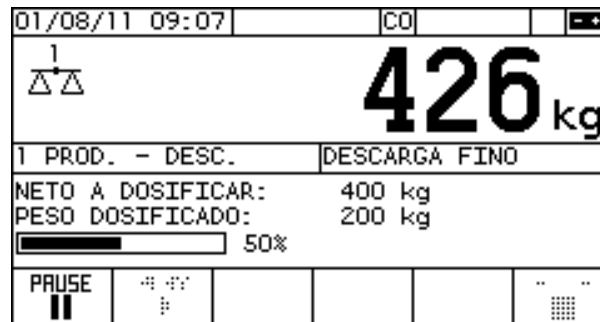 01/08/11 09:07 CO
1
426 kg
1 PROD. - DESC. DESCARGA FINO
NETO A DOSIFICAR: 400 kg
PESO DOSIFICADO: 200 kg
50%
PAUSE